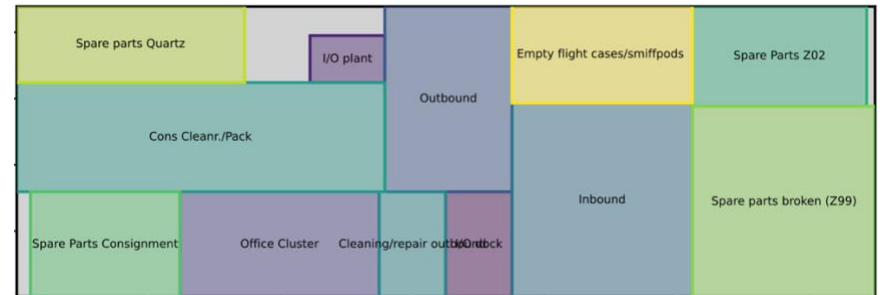 Spare parts Quartz
I/O plant
Outbound
Empty flight cases/smiffpods
Spare Parts Z02
Cons Cleanr./Pack
Inbound
Spare parts broken (Z99)
Spare Parts Consignment
Office Cluster
Cleaning/repair outbound
I/O dock